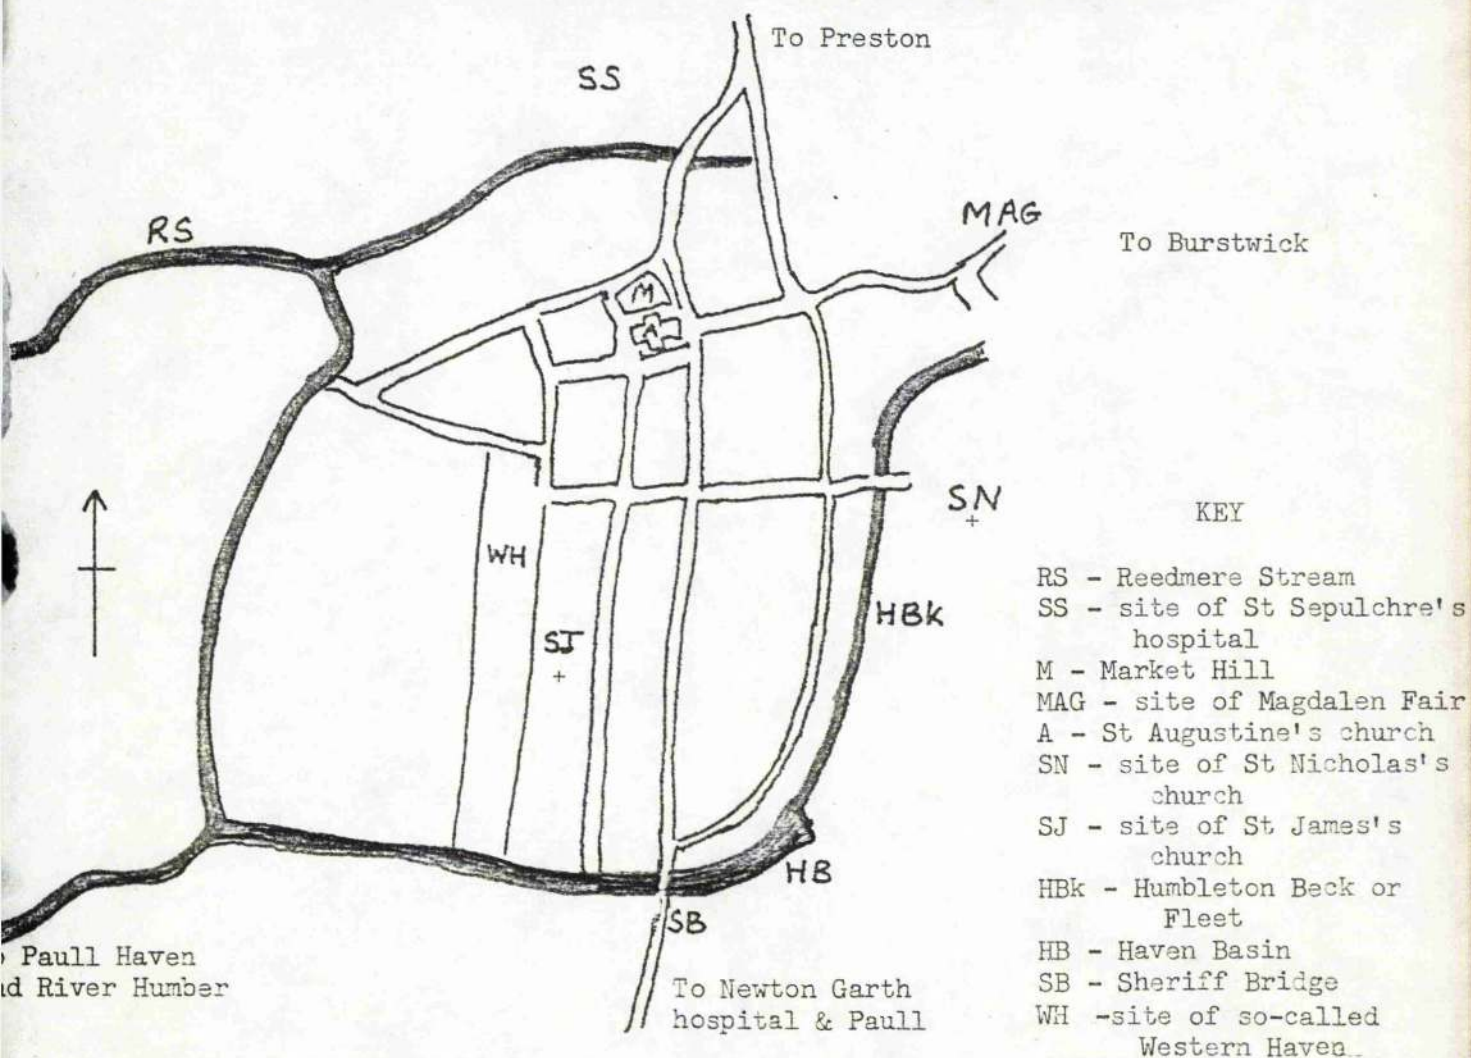 To Preston
SS
RS
MAG
To Burstwick
M
A
SN
WH
HBk
SJ
HB
SB
Paull Haven
River Humber
To Newton Garth
hospital & Paull
KEY
RS - Reedmere Stream
SS - site of St Sepulchre's
hospital
M - Market Hill
MAG - site of Magdalen Fair
A - St Augustine's church
SN - site of St Nicholas's
church
SJ - site of St James's
church
HBk - Humbleton Beck or
Fleet
HB - Haven Basin
SB - Sheriff Bridge
WH -site of so-called
Western Haven